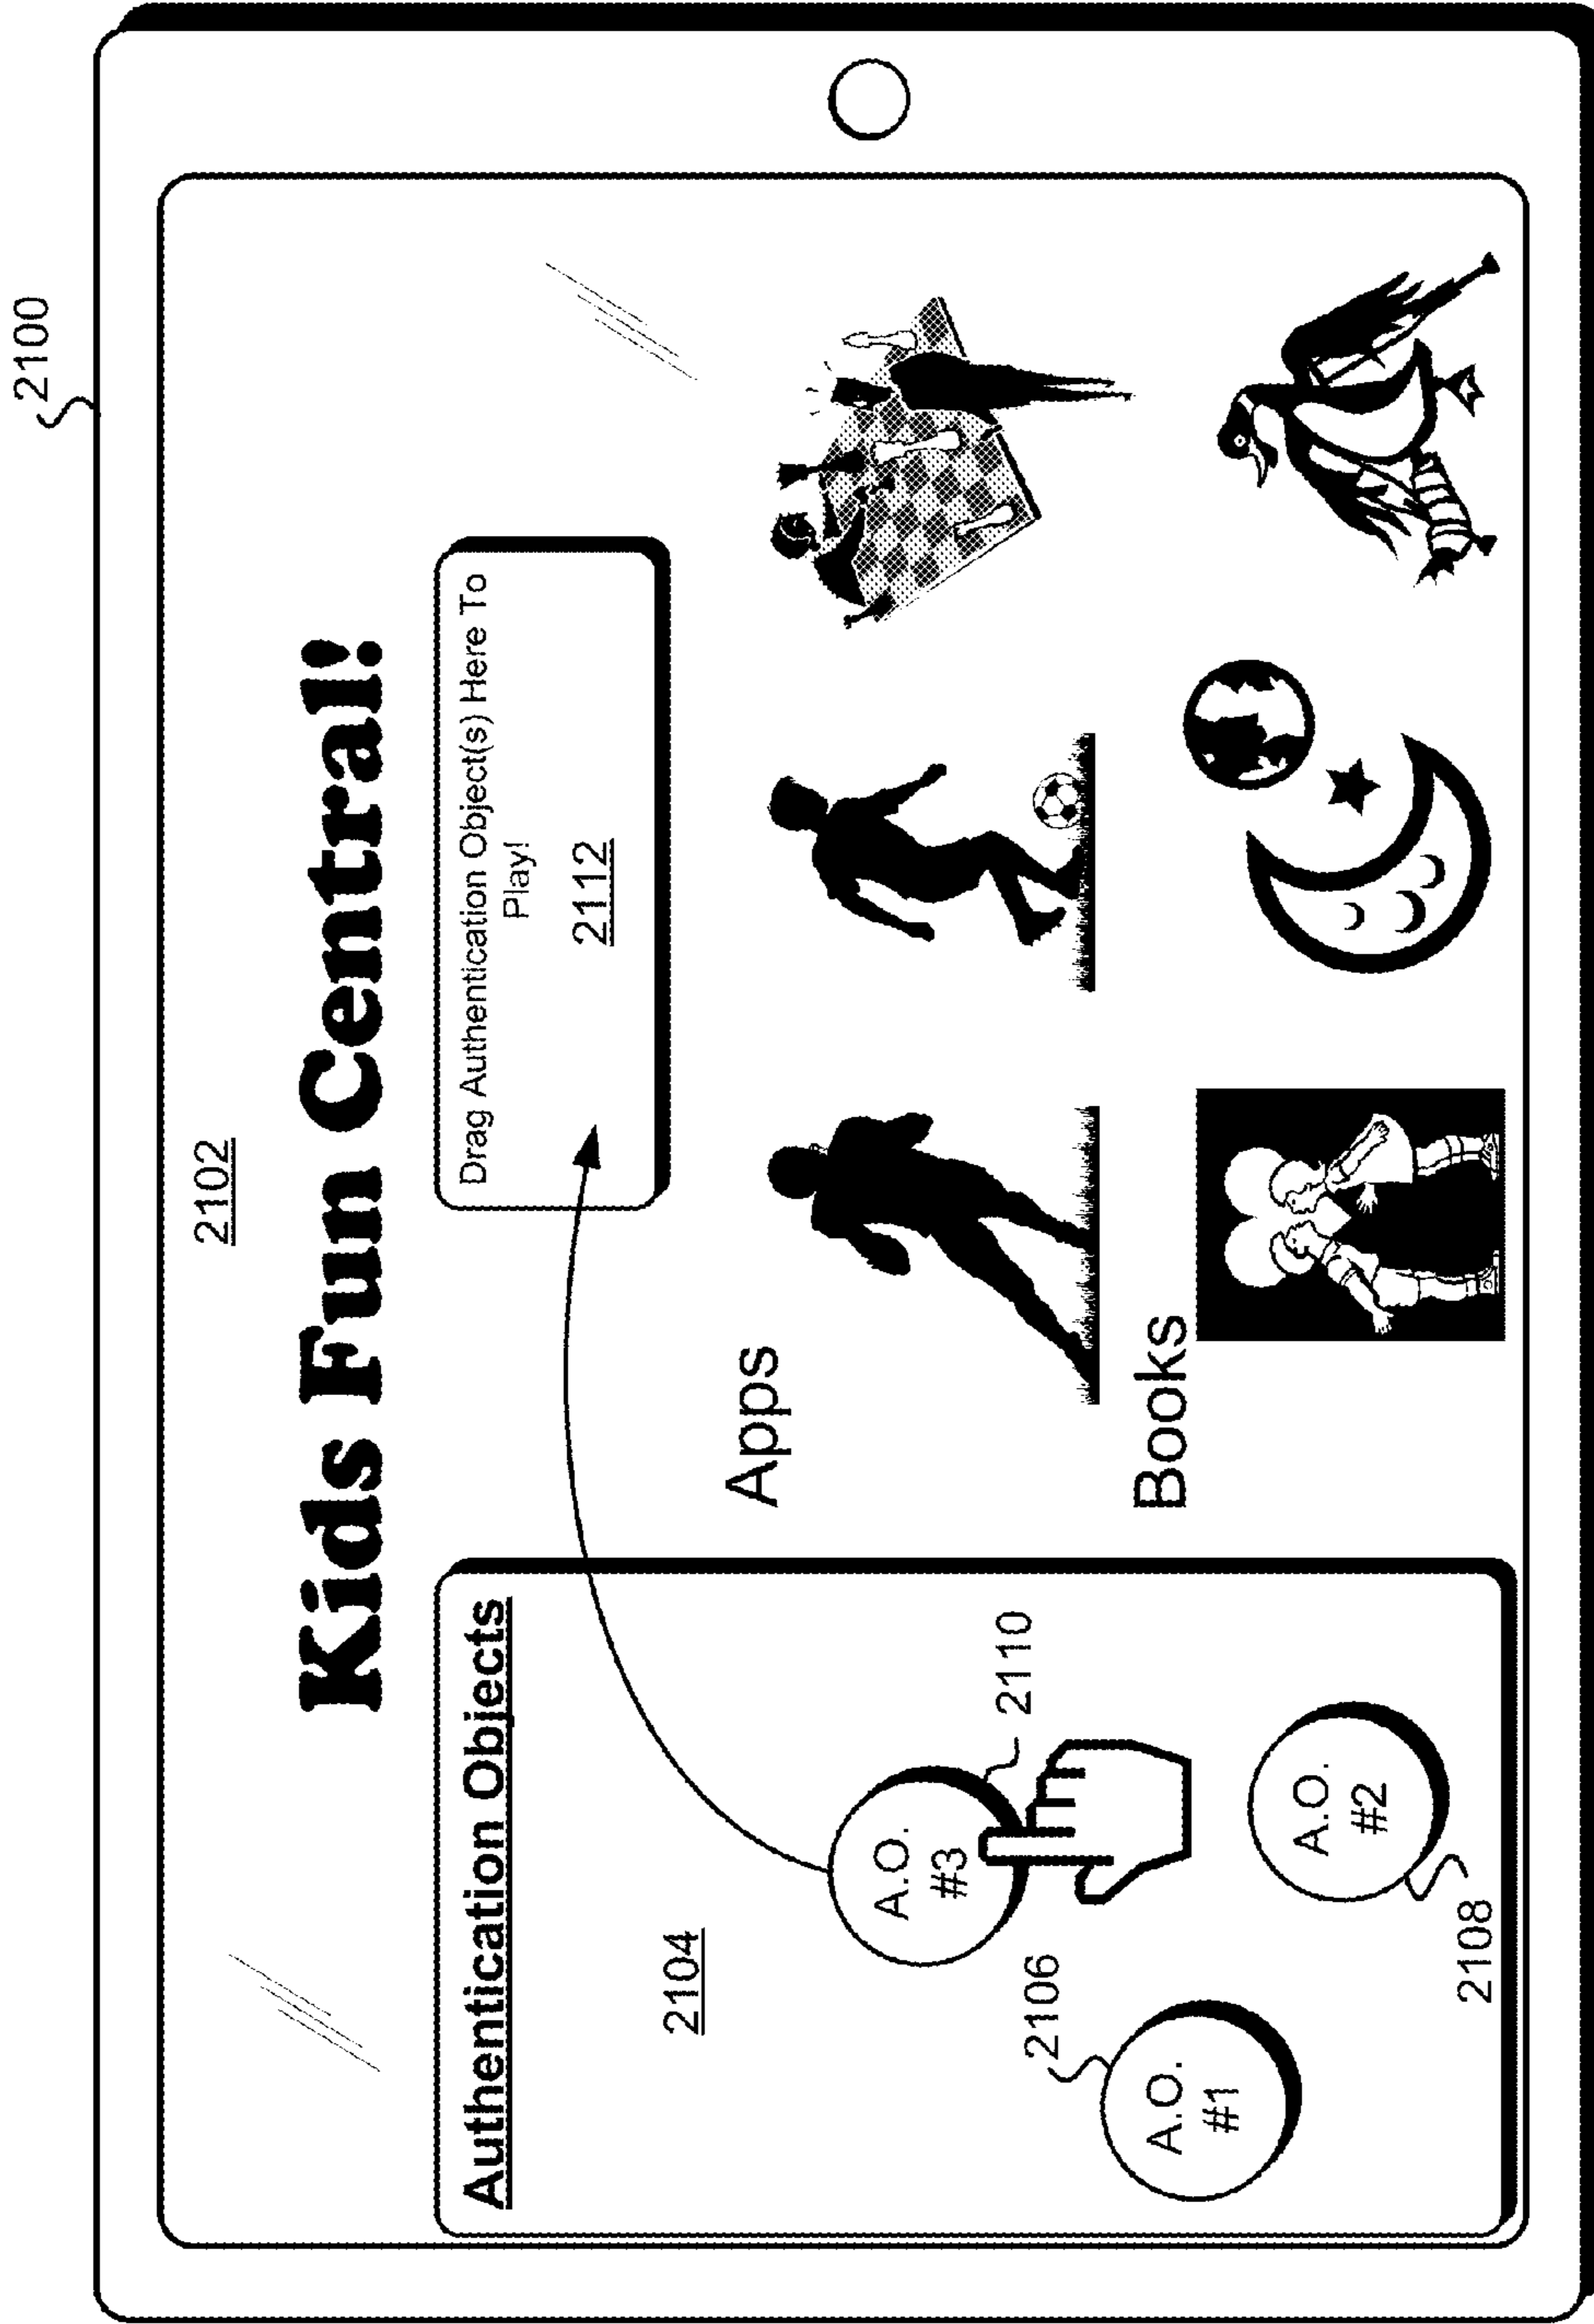 2100
2102
Kids Fun Central!
Authentication Objects
2104
A.O.
#3
2110
2106
A.O.
#1
A.O.
#2
2108
Drag Authentication Object(s) Here To
Play!
2112
Apps
Books